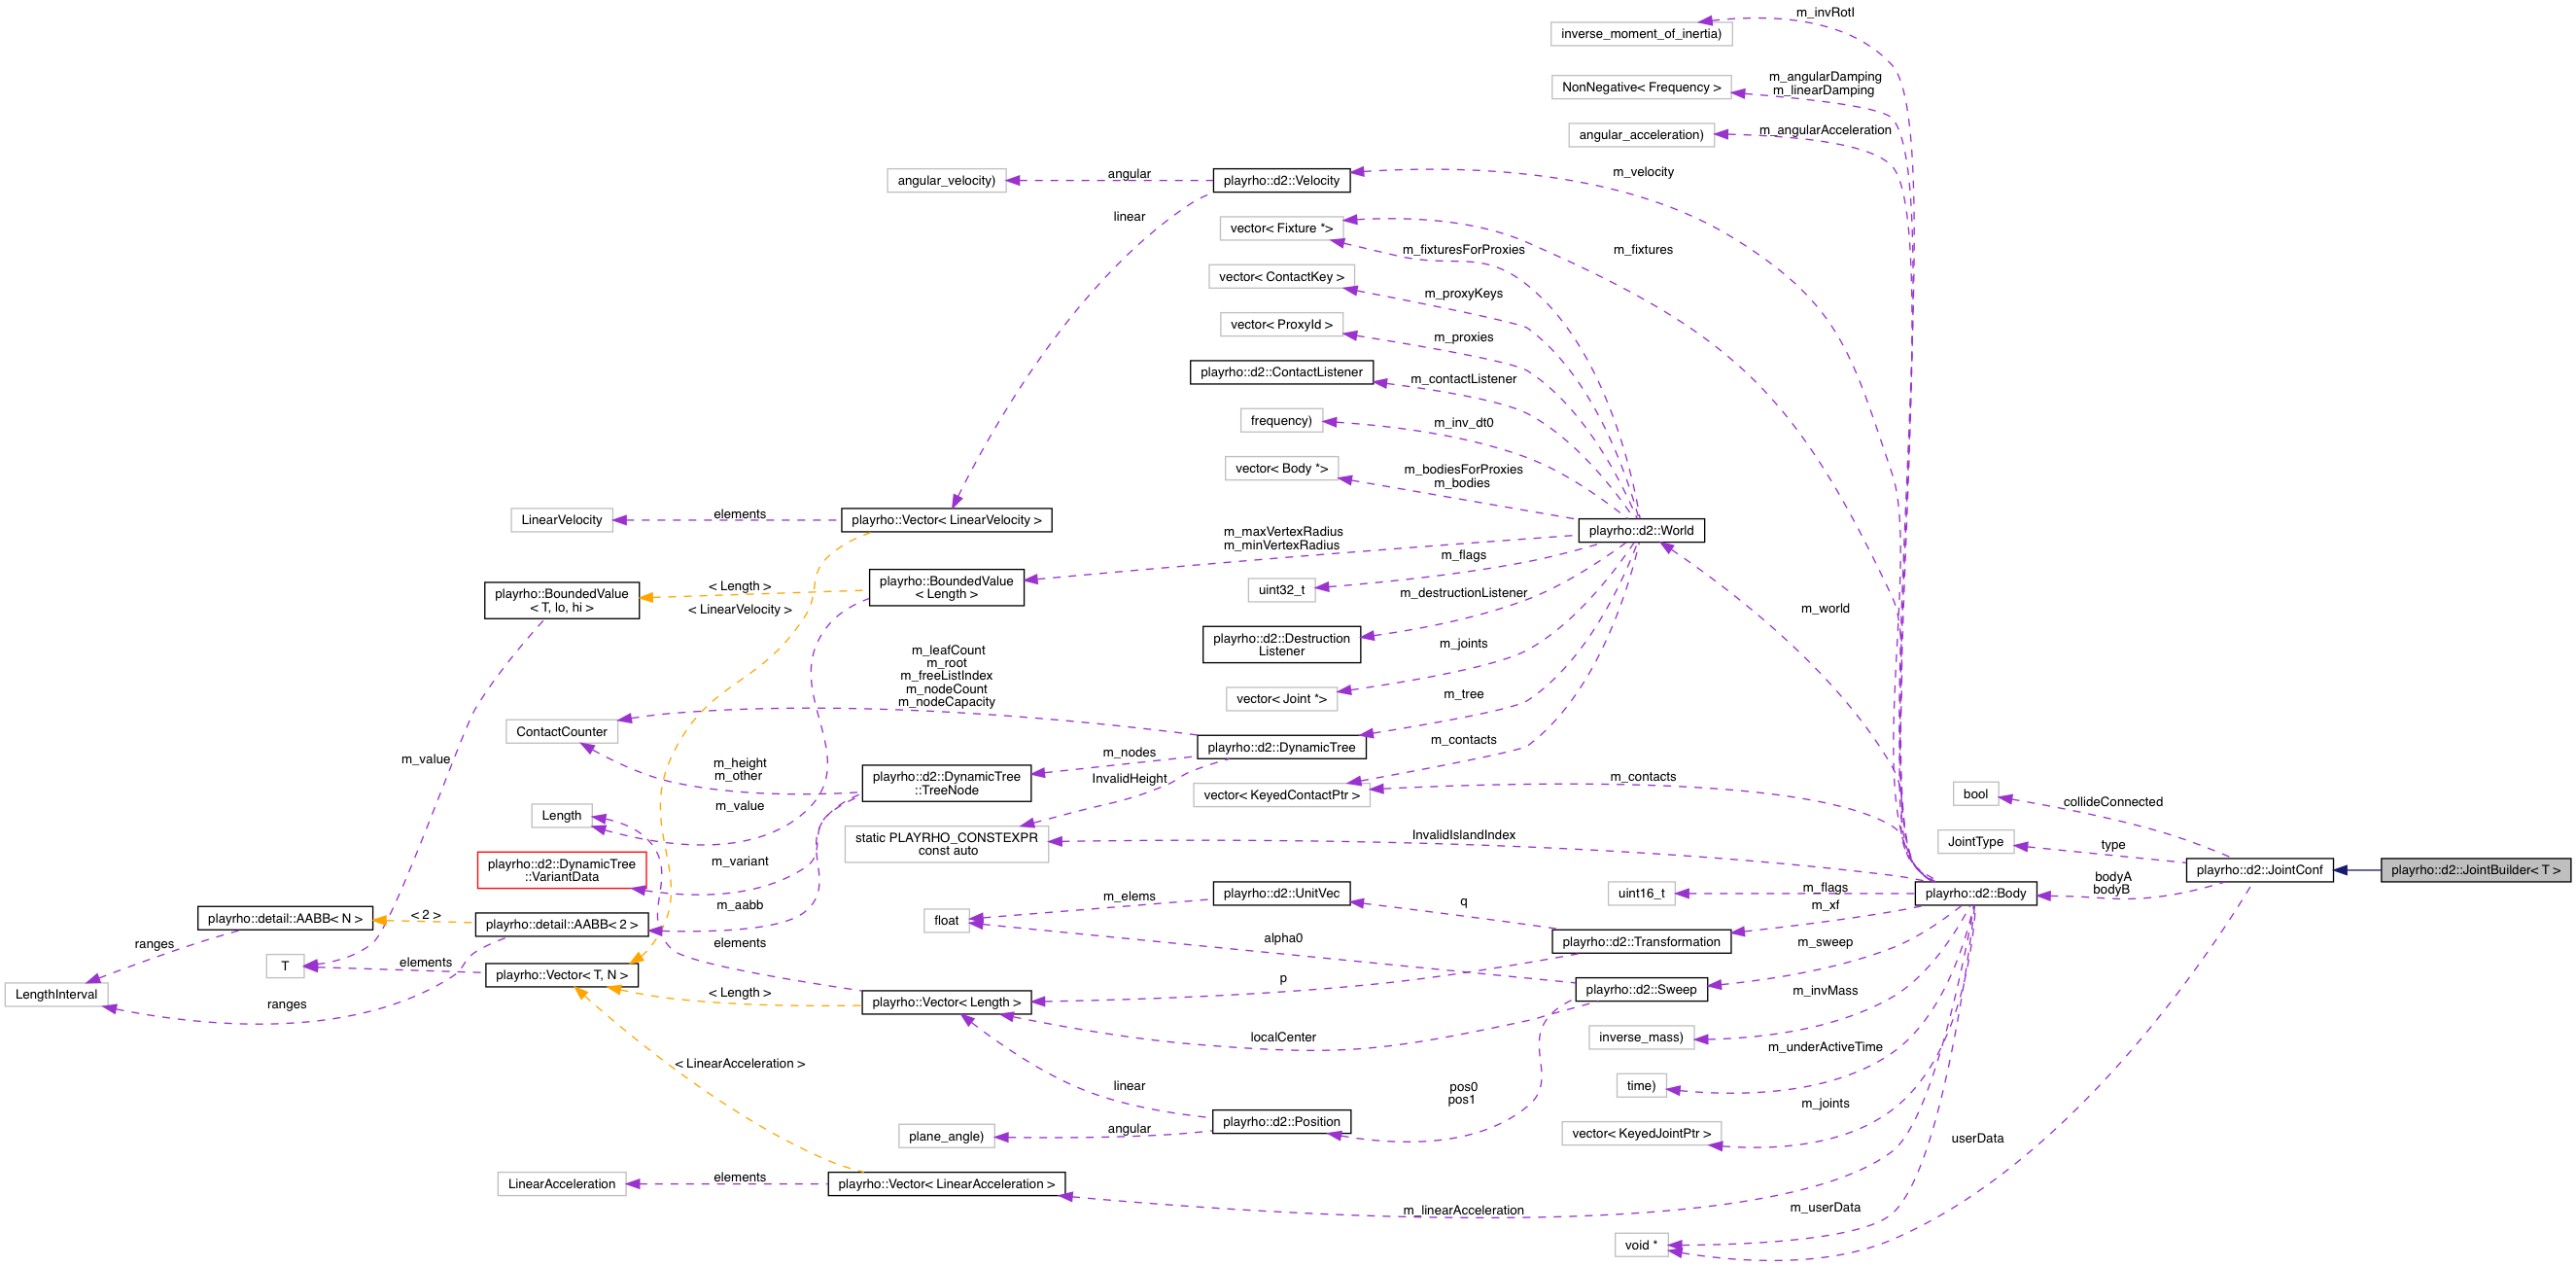 m_invRotI
inverse_moment_of_inertia)
m_angularDamping
m_linearDamping
NonNegative< Frequency >
m_angularAcceleration
angular_acceleration)
angular_velocity)
angular
playrho::d2::Velocity
m_velocity
linear
vector< Fixture *>
m_fixturesForProxies
m_fixtures
vector< ContactKey >
m_proxyKeys
vector< ProxyId >
m_proxies
playrho::d2::ContactListener
m_contactListener
frequency)
m_inv_dt0
vector< Body *>
m_bodiesForProxies
m_bodies
LinearVelocity
elements
playrho::Vector< LinearVelocity >
playrho::d2::World
m_maxVertexRadius
m_minVertexRadius
m_flags
uint32_t
playrho::BoundedValue
< T, lo, hi >
< Length >
< LinearVelocity >
playrho::BoundedValue
< Length >
m_destructionListener
m_world
playrho::d2::Destruction
Listener
m_joints
vector< Joint *>
m_leafCount
m_root
m_freeListIndex
m_nodeCount
m_nodeCapacity
m_tree
ContactCounter
m_contacts
playrho::d2::DynamicTree
m_value
m_height
m_other
m_nodes
InvalidHeight
playrho::d2::DynamicTree
::TreeNode
vector< KeyedContactPtr >
m_contacts
bool
collideConnected
Length
m_value
static PLAYRHO_CONSTEXPR
const auto
InvalidIslandIndex
JointType
type
playrho::d2::DynamicTree
::VariantData
m_variant
playrho::d2::JointConf
playrho::d2::JointBuilder< T >
bodyA
bodyB
playrho::d2::Body
uint16_t
m_flags
m_xf
playrho::d2::UnitVec
m_elems
float
q
m_aabb
playrho::detail::AABB< N >
< 2 >
playrho::detail::AABB< 2 >
ranges
alpha0
elements
playrho::d2::Transformation
m_sweep
T
elements
playrho::Vector< T, N >
p
LengthInterval
ranges
< Length >
playrho::Vector< Length >
playrho::d2::Sweep
m_invMass
localCenter
inverse_mass)
m_underActiveTime
< LinearAcceleration >
linear
pos0
pos1
time)
m_joints
playrho::d2::Position
angular
plane_angle)
vector< KeyedJointPtr >
userData
LinearAcceleration
elements
playrho::Vector< LinearAcceleration >
m_linearAcceleration
m_userData
void *